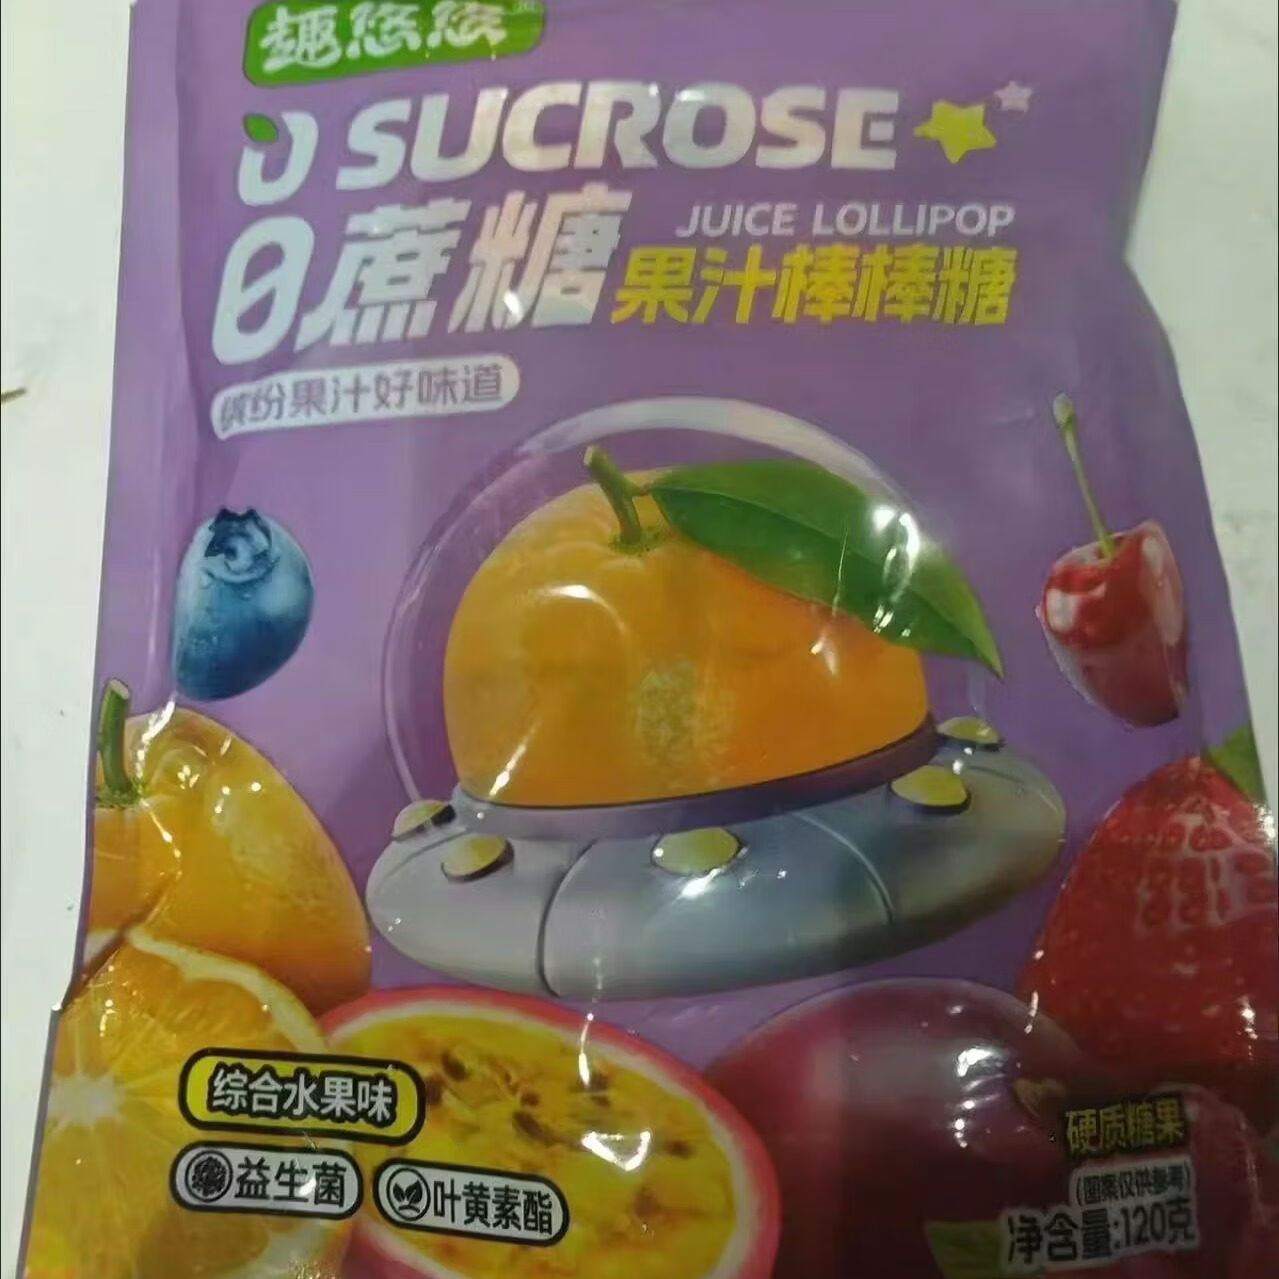 趣悠悠
0 SUCROSE
0蔗糖
JUICE LOLLIPOP
果汁棒棒糖
缤纷果汁好味道
综合水果味
益生菌
叶黄素酯
硬质糖果
(图案仅供参考)
净含量:120克